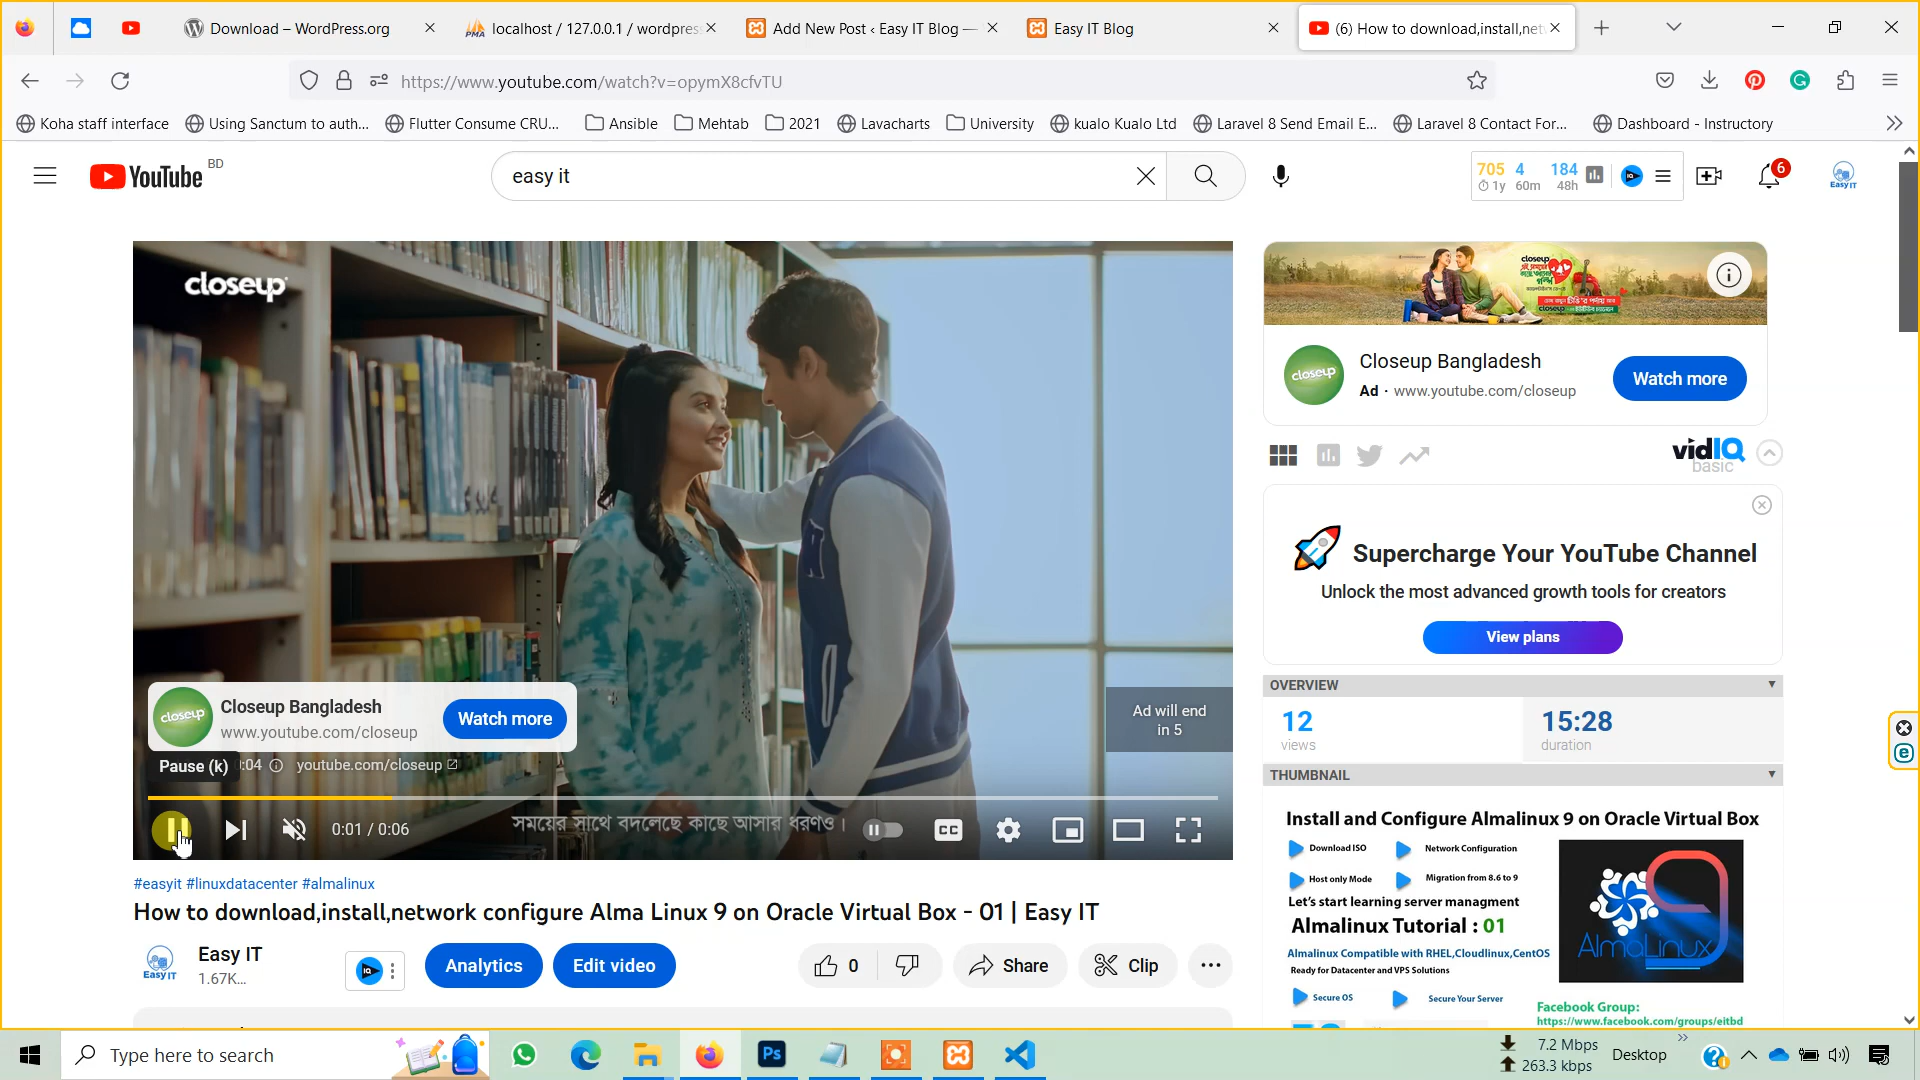 Download – WordPress.org
localhost / 127.0.0.1 / wordpres
Add New Post ‹ Easy IT Blog —
Easy IT Blog
(6) How to download,install,net
https://www.youtube.com/watch?v=opymX8cfvTU
Koha staff interface
Using Sanctum to auth...
Flutter Consume CRU...
Ansible
Mehtab
2021
Lavacharts
University
kualo Kualo Ltd
Laravel 8 Send Email E...
Laravel 8 Contact For...
Dashboard - Instructory
YouTube BD
easy it
705 4 184
1y 60m 48h
6
Easy IT
closeup
closeup
Closeup Bangladesh
Ad · www.youtube.com/closeup
Watch more
closeup
vidIQ
basic
Supercharge Your YouTube Channel
Unlock the most advanced growth tools for creators
View plans
OVERVIEW
12
views
15:28
duration
THUMBNAIL
Install and Configure Almalinux 9 on Oracle Virtual Box
Download ISO
Network Configuration
Host only Mode
Migration from 8.6 to 9
Let's start learning server managment
Almalinux Tutorial : 01
Almalinux Compatible with RHEL,Cloudlinux,CentOS
Ready for Datacenter and VPS Solutions
Secure OS
Secure Your Server
AlmaLinux
Facebook Group:
https://www.facebook.com/groups/eitbd
closeup
Closeup Bangladesh
www.youtube.com/closeup
Watch more
Ad will end
in 5
Pause (k)
:04
youtube.com/closeup
0:01 / 0:06
সময়ের সাথে বদলেছে কাছে আসার ধরণও।
CC
#easyit #linuxdatacenter #almalinux
How to download,install,network configure Alma Linux 9 on Oracle Virtual Box - 01 | Easy IT
Easy IT
Easy IT
1.67K...
Analytics
Edit video
0
Share
Clip
Type here to search
Ps
7.2 Mbps
263.3 kbps
Desktop